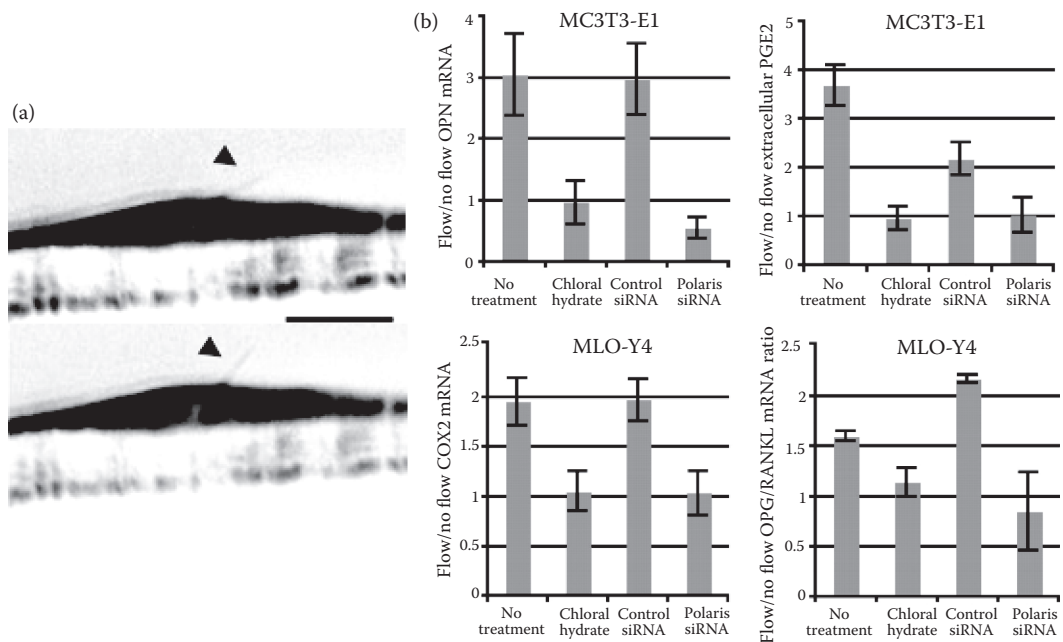 (a)
(b)
MC3T3-E1
Flow/no flow OPN mRNA
4
3
2
1
0
No treatment
Chloral hydrate
Control siRNA
Polaris siRNA
MC3T3-E1
Flow/no flow extracellular PGE2
5
4
3
2
1
0
No treatment
Chloral hydrate
Control siRNA
Polaris siRNA
MLO-Y4
Flow/no flow COX2 mRNA
2.5
2
1.5
1
0.5
0
No treatment
Chloral hydrate
Control siRNA
Polaris siRNA
MLO-Y4
Flow/no flow OPG/RANKL mRNA ratio
2.5
2
1.5
1
0.5
0
No treatment
Chloral hydrate
Control siRNA
Polaris siRNA